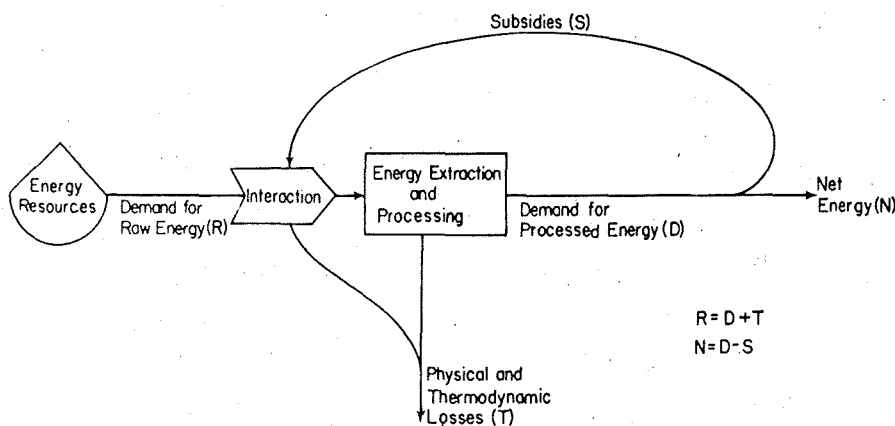 Subsidies (S)
Energy
Resources
Demand for
Raw Energy (R)
Interaction
Energy Extraction
and
Processing
Demand for
Processed Energy (D)
Net
Energy (N)
R = D + T
N = D - S
Physical and
Thermodynamic
Losses (T)